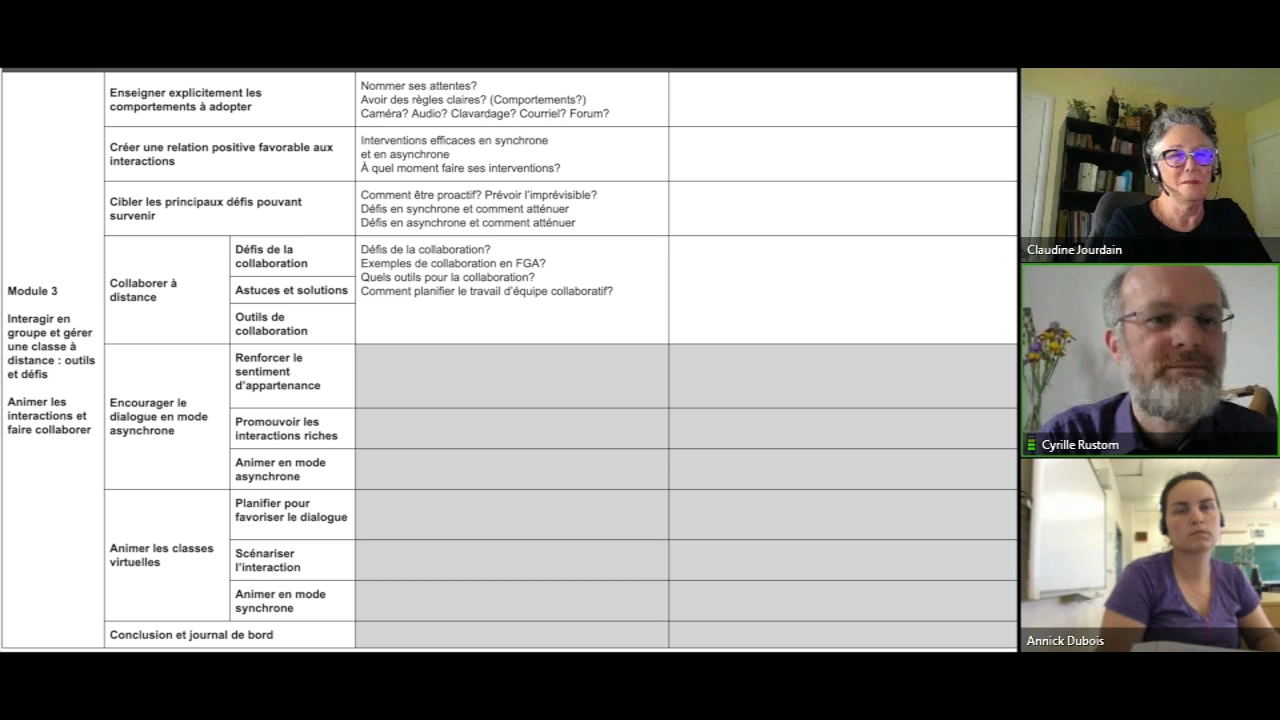 Enseigner explicitement les
comportements à adopter
Nommer ses attentes?
Avoir des règles claires? (Comportements?)
Caméra? Audio? Clavardage? Courriel? Forum?
Créer une relation positive favorable aux
interactions
Interventions efficaces en synchrone
et en asynchrone
À quel moment faire ses interventions?
Cibler les principaux défis pouvant
survenir
Comment être proactif? Prévoir l'imprévisible?
Défis en synchrone et comment atténuer
Défis en asynchrone et comment atténuer
Module 3
Interagir en
groupe et gérer
une classe à
distance : outils
et défis
Animer les
interactions et
faire collaborer
Collaborer à
distance
Défis de la
collaboration
Astuces et solutions
Outils de
collaboration
Défis de la collaboration?
Exemples de collaboration en FGA?
Quels outils pour la collaboration?
Comment planifier le travail d'équipe collaboratif?
Encourager le
dialogue en mode
asynchrone
Renforcer le
sentiment
d'appartenance
Promouvoir les
interactions riches
Animer en mode
asynchrone
Animer les classes
virtuelles
Planifier pour
favoriser le dialogue
Scénariser
l'interaction
Animer en mode
synchrone
Conclusion et journal de bord
Claudine Jourdain
Cyrille Rustom
Annick Dubois